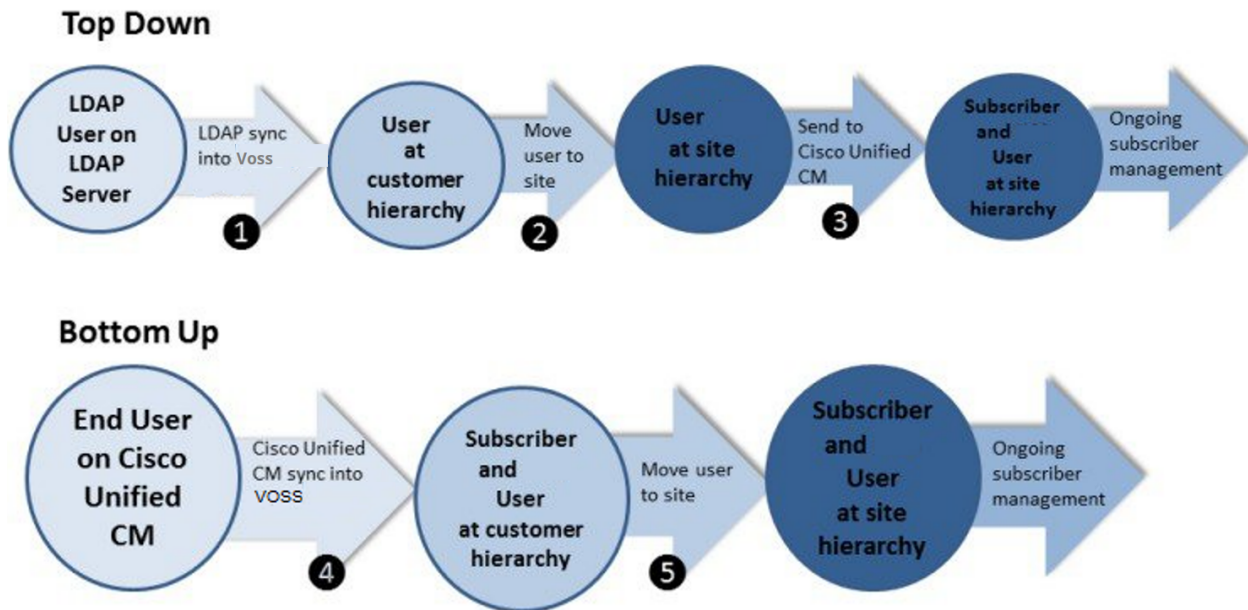 Top Down
LDAP
User on
LDAP
Server
LDAP sync
into Voss
1
User
at
customer
hierarchy
Move
user to
site
2
User
at site
hierarchy
Send to
Cisco Unified
CM
3
Subscriber
and
User
at site
hierarchy
Ongoing
subscriber
management
Bottom Up
End User
on Cisco
Unified
CM
Cisco Unified
CM sync into
VOSS
4
Subscriber
and
User
at customer
hierarchy
Move user
to site
5
Subscriber
and
User
at site
hierarchy
Ongoing
subscriber
management